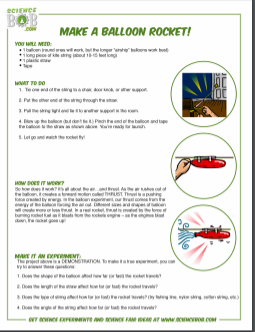 SCIENCE
BOB
.COM
MAKE A BALLOON ROCKET!
YOU WILL NEED:
• 1 balloon (round ones will work, but the longer "airship" balloons work best)
• 1 long piece of kite string (about 10-15 feet long)
• 1 plastic straw
• Tape
WHAT TO DO
1. Tie one end of the string to a chair, door knob, or other support.
2. Put the other end of the string through the straw.
3. Pull the string tight and tie it to another support in the room.
4. Blow up the balloon (but don't tie it.) Pinch the end of the balloon and tape
the balloon to the straw as shown above. You're ready for launch.
5. Let go and watch the rocket fly!
HOW DOES IT WORK?
So how does it work? It's all about the air...and thrust. As the air rushes out of
the balloon, it creates a forward motion called THRUST. Thrust is a pushing
force created by energy. In the balloon experiment, our thrust comes from the
energy of the balloon forcing the air out. Different sizes and shapes of balloon
will create more or less thrust. In a real rocket, thrust is created by the force of
burning rocket fuel as it blasts from the rockets engine - as the engines blast
down, the rocket goes up!
MAKE IT AN EXPERIMENT:
The project above is a DEMONSTRATION. To make it a true experiment, you can
try to answer these questions:
1. Does the shape of the balloon affect how far (or fast) the rocket travels?
2. Does the length of the straw affect how far (or fast) the rocket travels?
3. Does the type of string affect how far (or fast) the rocket travels? (try fishing line, nylon string, cotton string, etc.)
4. Does the angle of the string affect how far (or fast) the rocket travels?
GET SCIENCE EXPERIMENTS AND SCIENCE FAIR IDEAS AT WWW.SCIENCEBOB.COM